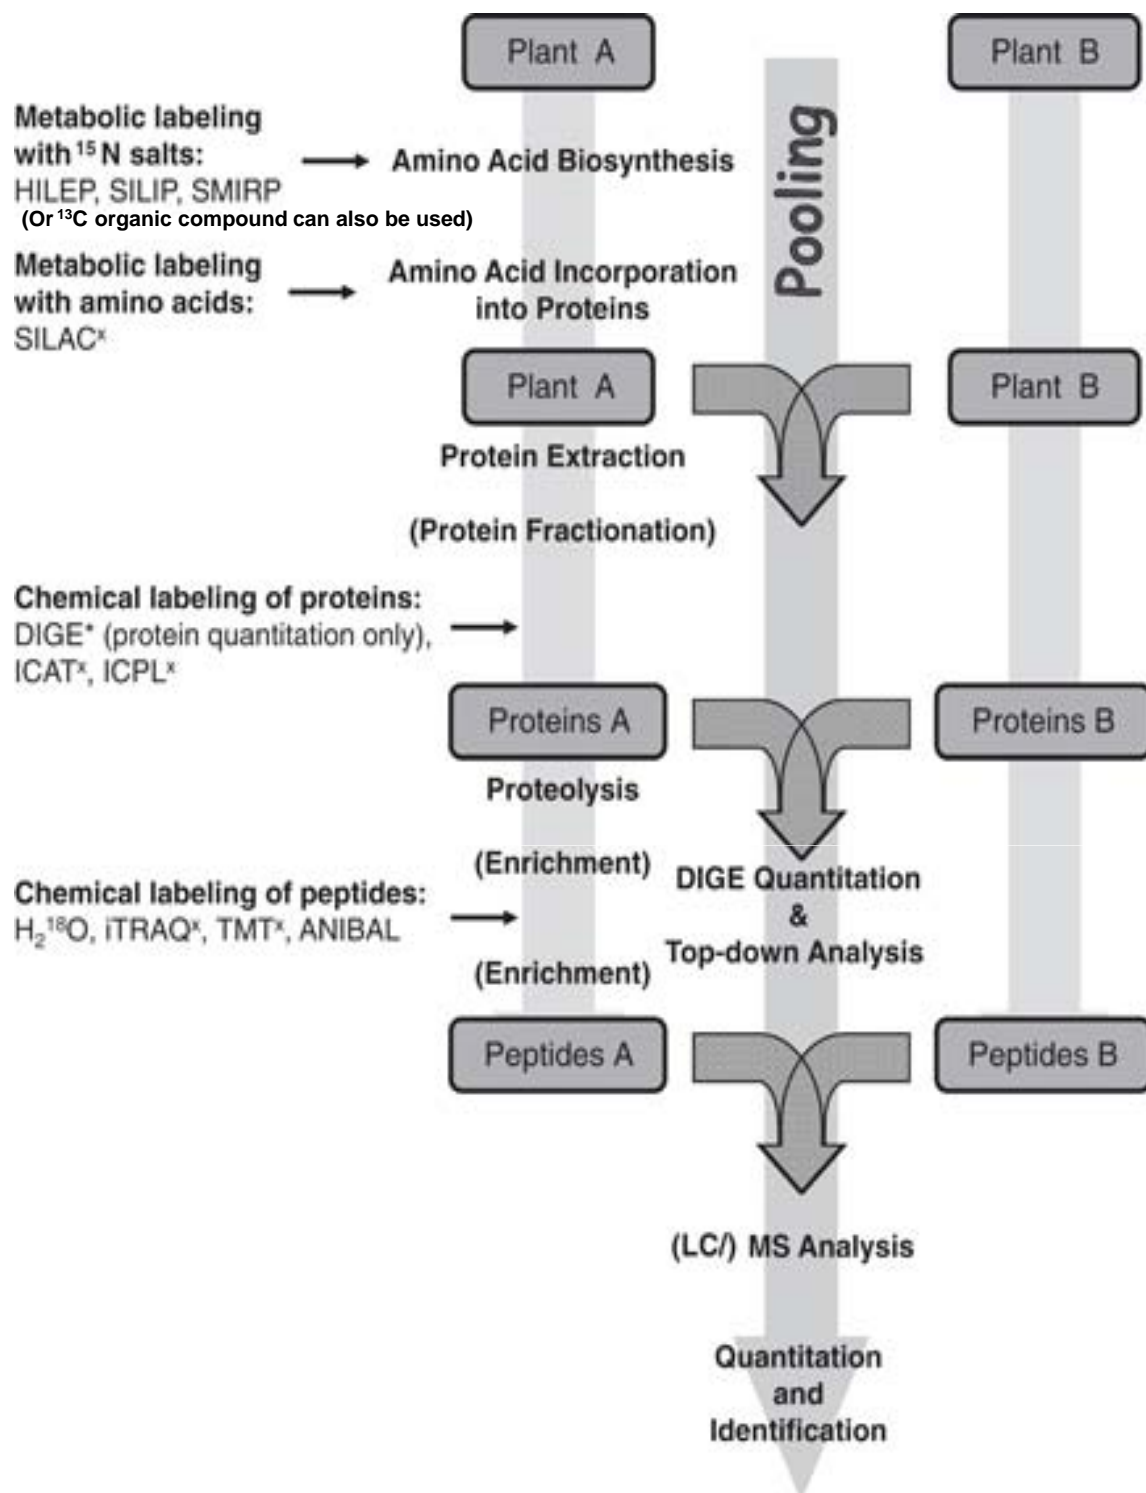 Plant A
Plant B
Metabolic labeling
with ¹⁵N salts:
HILEP, SILIP, SMIRP
(Or ¹³C organic compound can also be used)
Amino Acid Biosynthesis
Pooling
Metabolic labeling
with amino acids:
SILACˣ
Amino Acid Incorporation
into Proteins
Plant A
Plant B
Protein Extraction
(Protein Fractionation)
Chemical labeling of proteins:
DIGE* (protein quantitation only),
ICATˣ, ICPLˣ
Proteins A
Proteins B
Proteolysis
(Enrichment)
DIGE Quantitation
&
Top-down Analysis
Chemical labeling of peptides:
H₂¹⁸O, iTRAQˣ, TMTˣ, ANIBAL
(Enrichment)
Peptides A
Peptides B
(LC/) MS Analysis
Quantitation
and
Identification